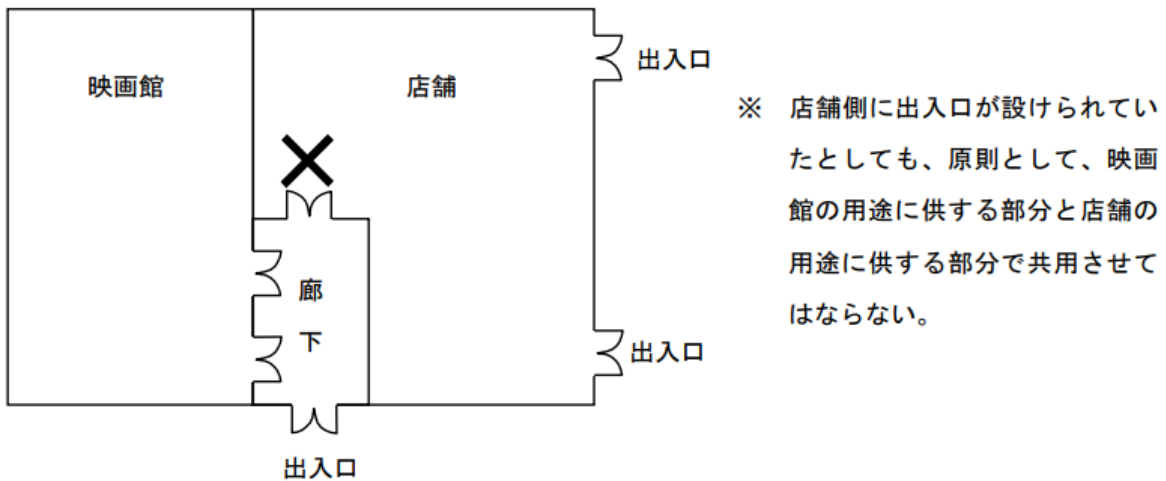 映画館
店舗
出入口
廊
下
出入口
出入口
※ 店舗側に出入口が設けられてい
たとしても、原則として、映画
館の用途に供する部分と店舗の
用途に供する部分で共用させて
はならない。